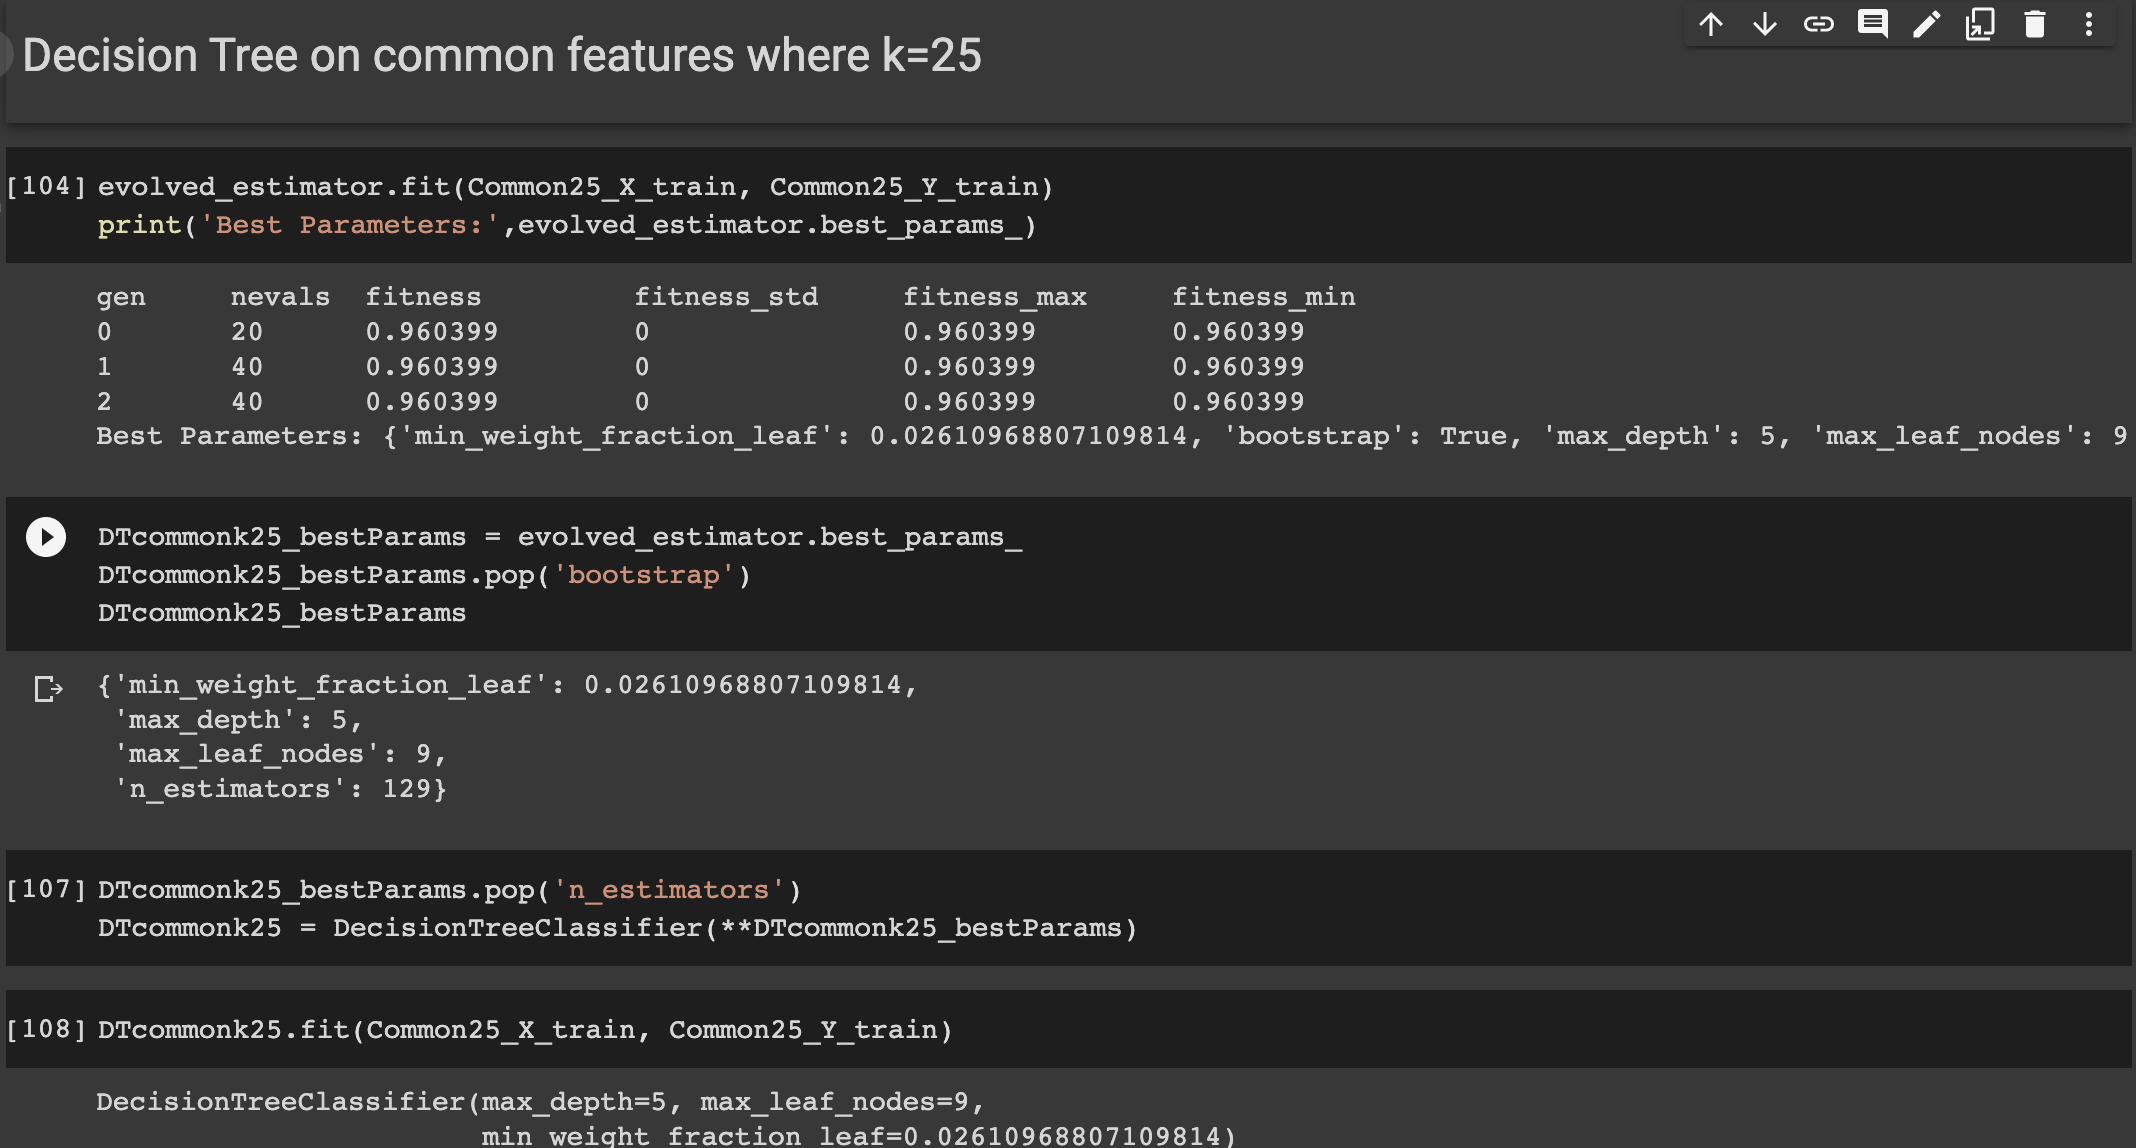 Decision Tree on common features where k=25
[104] evolved_estimator.fit(Common25_X_train, Common25_Y_train)
print('Best Parameters:',evolved_estimator.best_params_)
gen nevals fitness fitness_std fitness_max fitness_min
0 20 0.960399 0 0.960399 0.960399
1 40 0.960399 0 0.960399 0.960399
2 40 0.960399 0 0.960399 0.960399
Best Parameters: {'min_weight_fraction_leaf': 0.02610968807109814, 'bootstrap': True, 'max_depth': 5, 'max_leaf_nodes': 9
DTcommonk25_bestParams = evolved_estimator.best_params_
DTcommonk25_bestParams.pop('bootstrap')
DTcommonk25_bestParams
{'min_weight_fraction_leaf': 0.02610968807109814,
'max_depth': 5,
'max_leaf_nodes': 9,
'n_estimators': 129}
[107] DTcommonk25_bestParams.pop('n_estimators')
DTcommonk25 = DecisionTreeClassifier(**DTcommonk25_bestParams)
[108] DTcommonk25.fit(Common25_X_train, Common25_Y_train)
DecisionTreeClassifier(max_depth=5, max_leaf_nodes=9,
min_weight_fraction_leaf=0.02610968807109814)